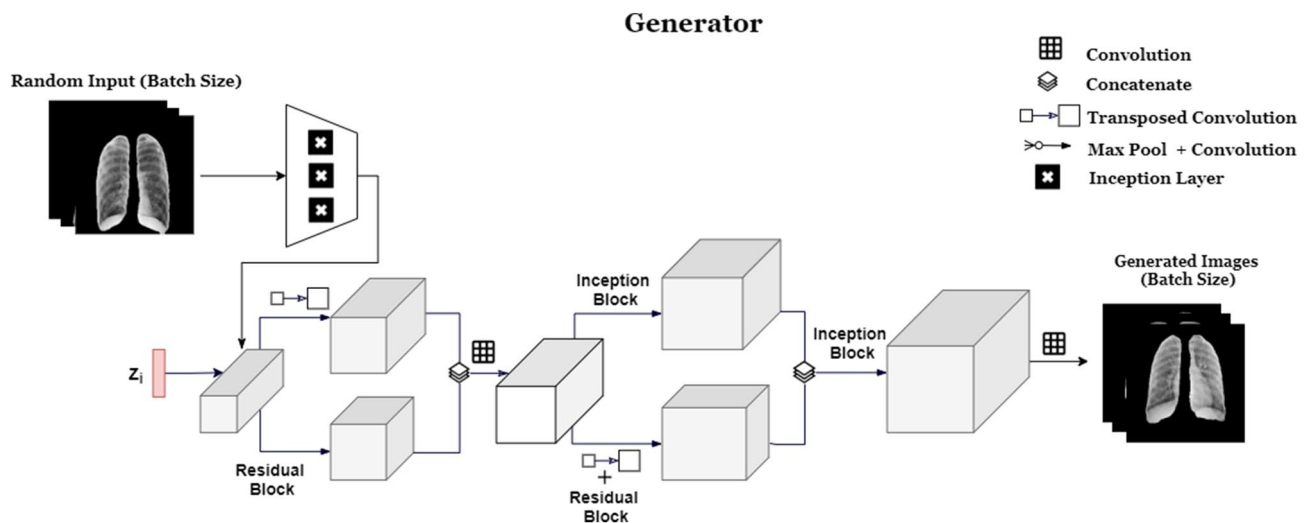 Generator
Random Input (Batch Size)
Convolution
Concatenate
Transposed Convolution
Max Pool + Convolution
Inception Layer
Generated Images
(Batch Size)
Inception
Block
Inception
Block
Zi
Residual
Block
+
Residual
Block